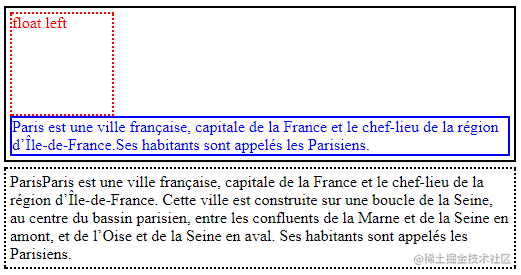 float left
Paris est une ville française, capitale de la France et le chef-lieu de la région
d’Île-de-France.Ses habitants sont appelés les Parisiens.
ParisParis est une ville française, capitale de la France et le chef-lieu de la
région d’Île-de-France. Cette ville est construite sur une boucle de la Seine,
au centre du bassin parisien, entre les confluents de la Marne et de la Seine en
amont, et de l’Oise et de la Seine en aval. Ses habitants sont appelés les
Parisiens.
@稀土掘金技术社区